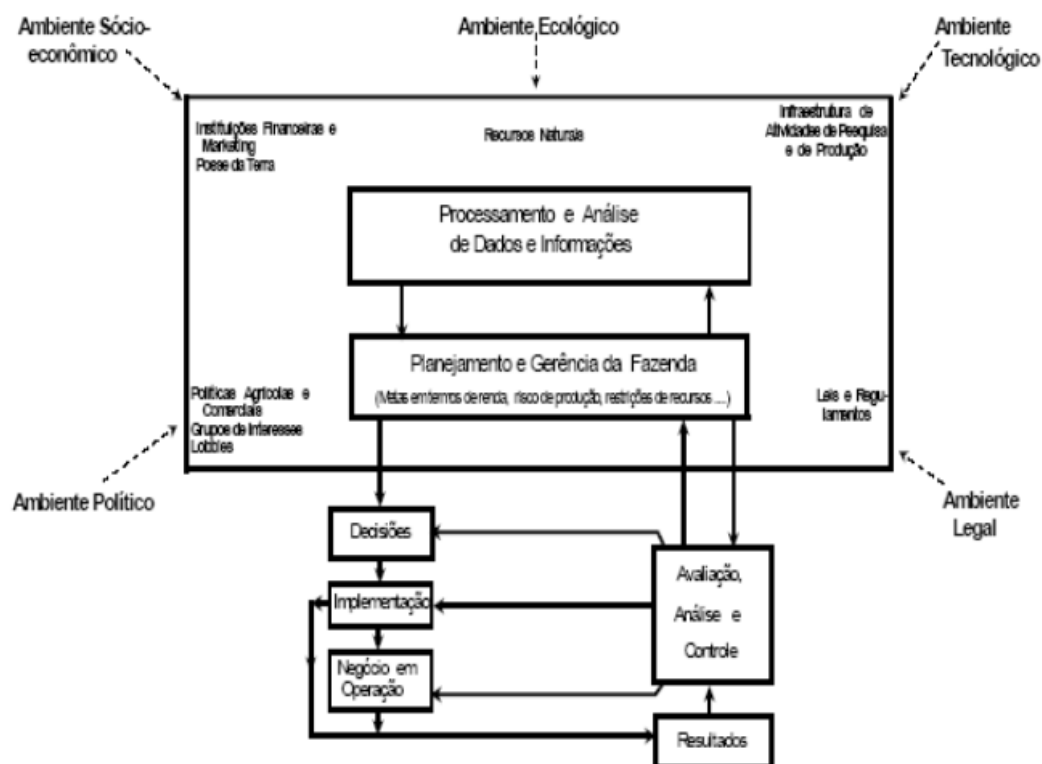 Ambiente Sócio-
econômico
Ambiente Ecológico
Ambiente
Tecnológico
Instituições Financeiras e
Marketing
Posse da Terra
Recursos Naturais
Infraestrutura de
Atividades de Pesquisa
e de Produção
Processamento e Análise
de Dados e Informações
Planejamento e Gerência da Fazenda
(Metas em termos de renda, risco de produção, restrições de recursos ....)
Políticas Agrícolas e
Comerciais
Grupos de Interesses
Lobbies
Leis e Regu-
lamentos
Ambiente Político
Ambiente
Legal
Decisões
Implementação
Negócio em
Operação
Avaliação,
Análise e
Controle
Resultados